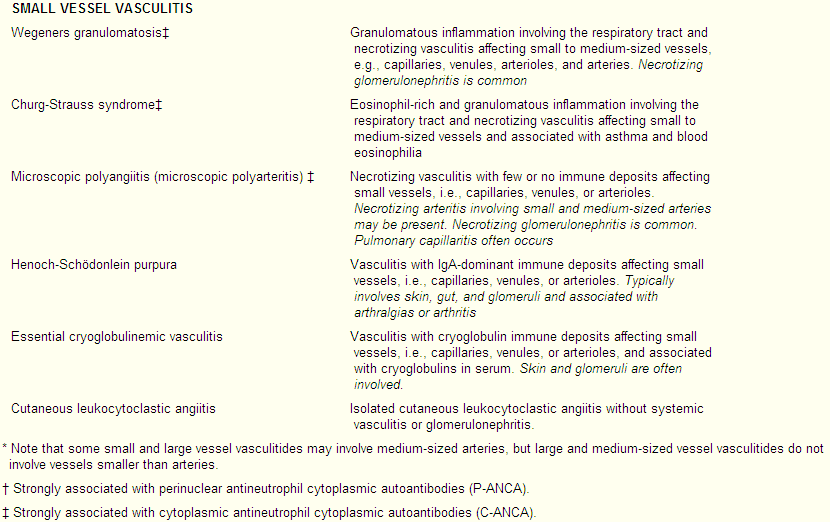 SMALL VESSEL VASCULITIS
Wegeners granulomatosis‡
Granulomatous inflammation involving the respiratory tract and
necrotizing vasculitis affecting small to medium-sized vessels,
e.g., capillaries, venules, arterioles, and arteries. Necrotizing
glomerulonephritis is common
Churg-Strauss syndrome‡
Eosinophil-rich and granulomatous inflammation involving the
respiratory tract and necrotizing vasculitis affecting small to
medium-sized vessels and associated with asthma and blood
eosinophilia
Microscopic polyangiitis (microscopic polyarteritis) ‡
Necrotizing vasculitis with few or no immune deposits affecting
small vessels, i.e., capillaries, venules, or arterioles.
Necrotizing arteritis involving small and medium-sized arteries
may be present. Necrotizing glomerulonephritis is common.
Pulmonary capillaritis often occurs
Henoch-Schödonlein purpura
Vasculitis with IgA-dominant immune deposits affecting small
vessels, i.e., capillaries, venules, or arterioles. Typically
involves skin, gut, and glomeruli and associated with
arthralgias or arthritis
Essential cryoglobulinemic vasculitis
Vasculitis with cryoglobulin immune deposits affecting small
vessels, i.e., capillaries, venules, or arterioles, and associated
with cryoglobulins in serum. Skin and glomeruli are often
involved.
Cutaneous leukocytoclastic angiitis
Isolated cutaneous leukocytoclastic angiitis without systemic
vasculitis or glomerulonephritis.
* Note that some small and large vessel vasculitides may involve medium-sized arteries, but large and medium-sized vessel vasculitides do not
involve vessels smaller than arteries.
† Strongly associated with perinuclear antineutrophil cytoplasmic autoantibodies (P-ANCA).
‡ Strongly associated with cytoplasmic antineutrophil cytoplasmic autoantibodies (C-ANCA).